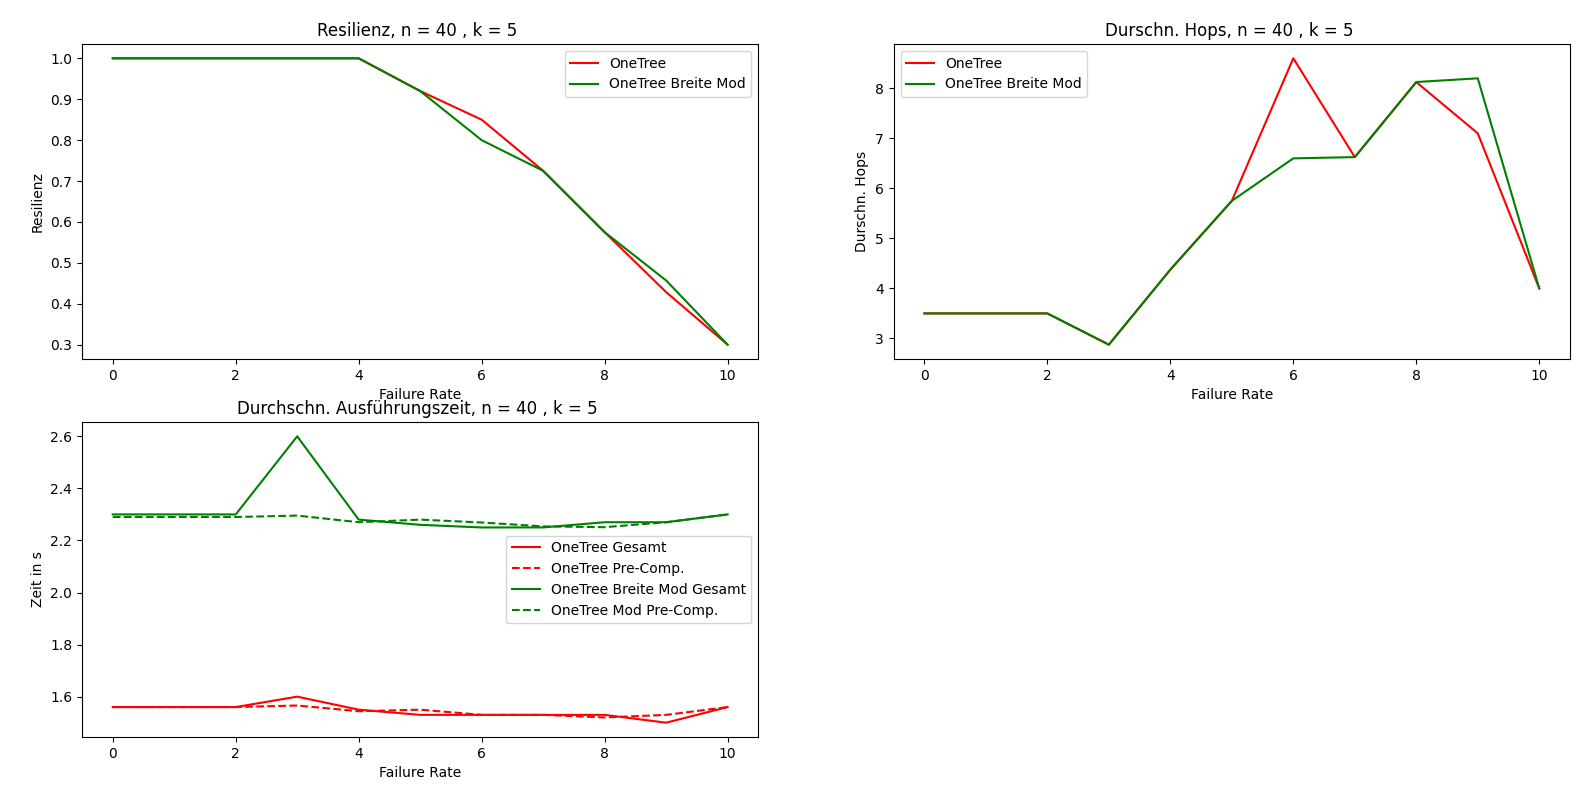 Resilienz, n = 40 , k = 5
1.0
0.9
0.8
0.7
0.6
0.5
0.4
0.3
Resilienz
OneTree
OneTree Breite Mod
0 2 4 6 8 10
Failure Rate
Durschn. Hops, n = 40 , k = 5
8
7
6
5
4
3
Durschn. Hops
OneTree
OneTree Breite Mod
0 2 4 6 8 10
Failure Rate
Durchschn. Ausführungszeit, n = 40 , k = 5
2.6
2.4
2.2
2.0
1.8
1.6
Zeit in s
OneTree Gesamt
OneTree Pre-Comp.
OneTree Breite Mod Gesamt
OneTree Mod Pre-Comp.
0 2 4 6 8 10
Failure Rate